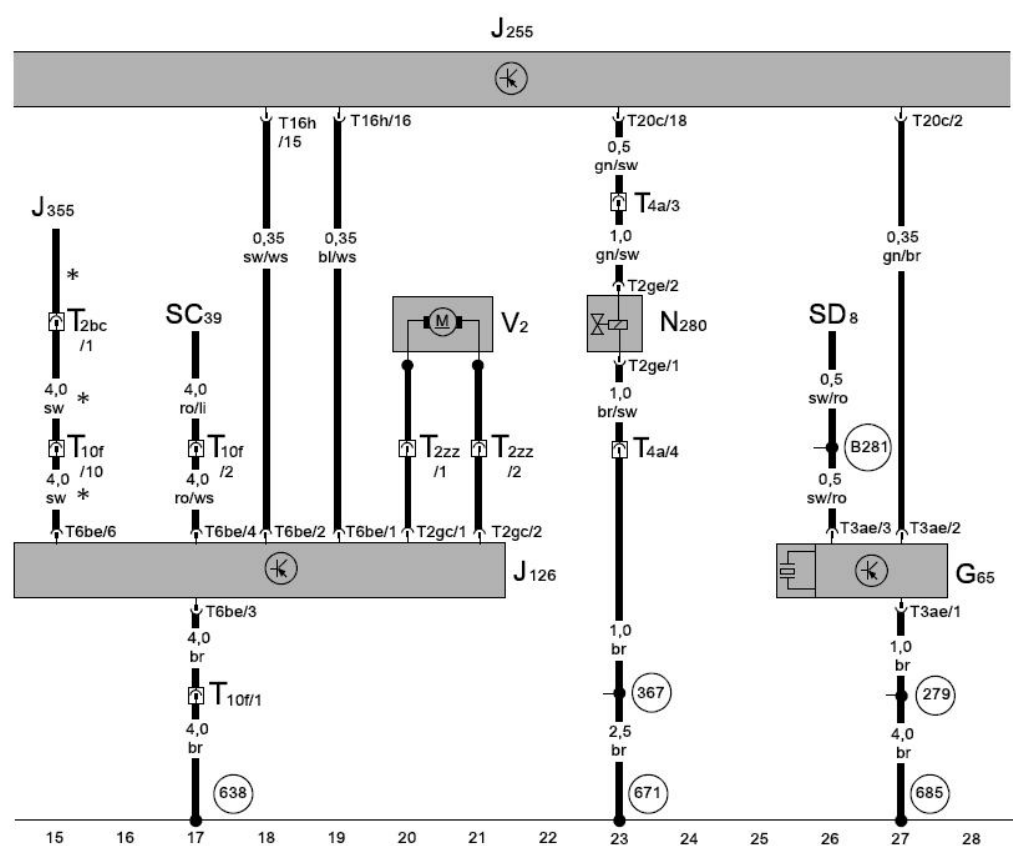 J255
T16h
/15
T16h/16
T20c/18
T20c/2
0,5
gn/sw
J355
T4a/3
*
0,35
sw/ws
0,35
bl/ws
1,0
gn/sw
0,35
gn/br
T2ge/2
T2bc
/1
SC39
M
V2
N280
SD8
T2ge/1
4,0
sw
*
4,0
ro/li
1,0
br/sw
0,5
sw/ro
T10f
/10
T10f
/2
T2zz
/1
T2zz
/2
T4a/4
B281
4,0
sw
*
4,0
ro/ws
0,5
sw/ro
T6be/6
T6be/4
T6be/2
T6be/1
T2gc/1
T2gc/2
T3ae/3
T3ae/2
J126
G65
T6be/3
T3ae/1
4,0
br
1,0
br
1,0
br
T10f/1
367
279
4,0
br
2,5
br
4,0
br
638
671
685
15 16 17 18 19 20 21 22 23 24 25 26 27 28